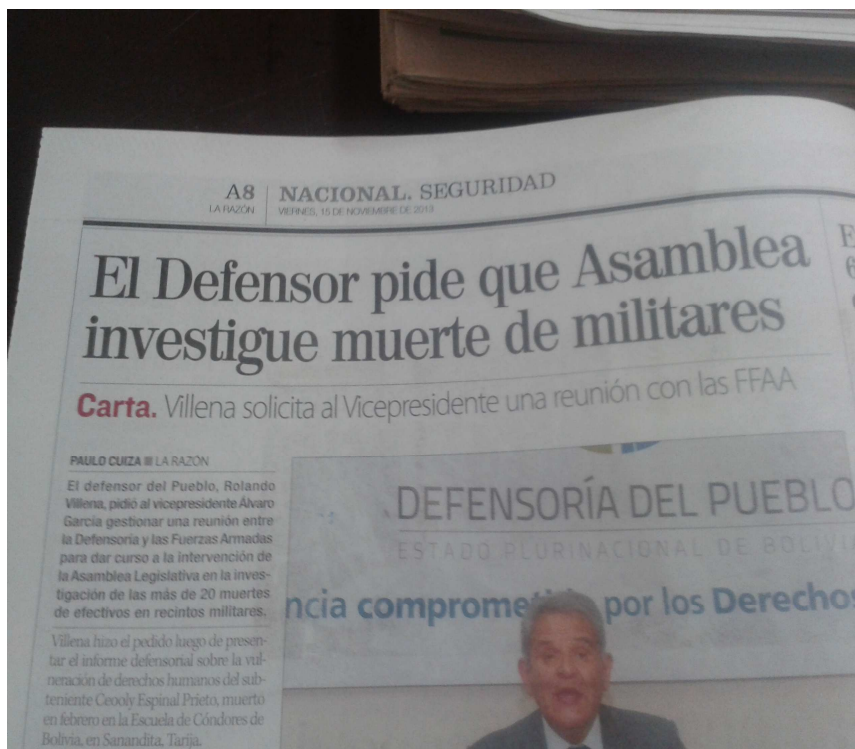 A8 NACIONAL. SEGURIDAD
LA RAZÓN VIERNES, 15 DE NOVIEMBRE DE 2013
El Defensor pide que Asamblea
investigue muerte de militares
Carta. Villena solicita al Vicepresidente una reunión con las FFAA
PAULO CUIZA LA RAZÓN
El defensor del Pueblo, Rolando
Villena, pidió al vicepresidente Álvaro
García gestionar una reunión entre
la Defensoría y las Fuerzas Armadas
para dar curso a la intervención de
la Asamblea Legislativa en la inves-
tigación de las más de 20 muertes
de efectivos en recintos militares.
Villena hizo el pedido luego de presen-
tar el informe defensorial sobre la vul-
neración de derechos humanos del sub-
teniente Ceooly Espinal Prieto, muerto
en febrero en la Escuela de Cóndores de
Bolivia, en Sanandita, Tarija.
DEFENSORÍA DEL PUEBLO
ESTADO PLURINACIONAL DE BOLIVI
ncia comprome por los Derechos
E
6